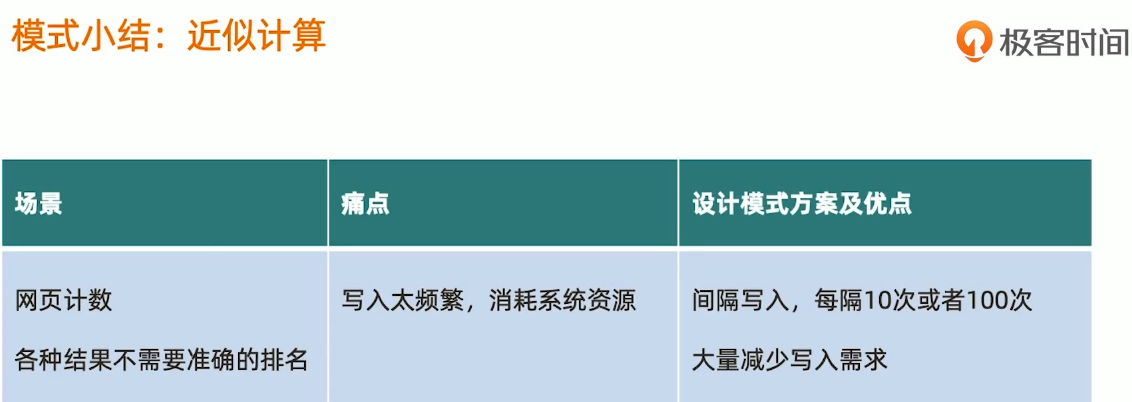 模式小结：近似计算
极客时间
场景
痛点
设计模式方案及优点
网页计数
各种结果不需要准确的排名
写入太频繁，消耗系统资源
间隔写入，每隔10次或者100次
大量减少写入需求